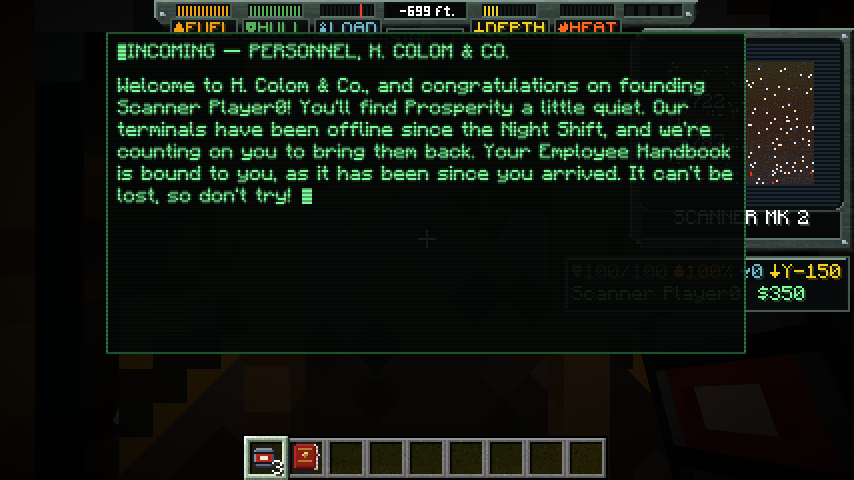 -699 ft.
FUEL HULL LOAD DEPTH HEAT
INCOMING — PERSONNEL, H. COLOM & CO.
Welcome to H. Colom & Co., and congratulations on founding
Scanner Player0! You'll find Prosperity a little quiet. Our
terminals have been offline since the Night Shift, and we're
counting on you to bring them back. Your Employee Handbook
is bound to you, as it has been since you arrived. It can't be
lost, so don't try!
SCANNER MK 2
100/100 100% 0 Y-150
Scanner Player0 $350
3